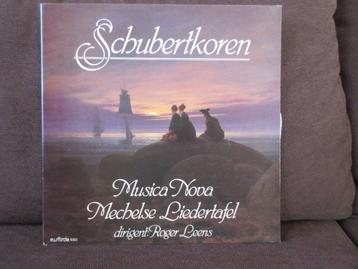 Schubertkoren
Musica Nova
Mechelse Liedertafel
dirigent: Roger Leens